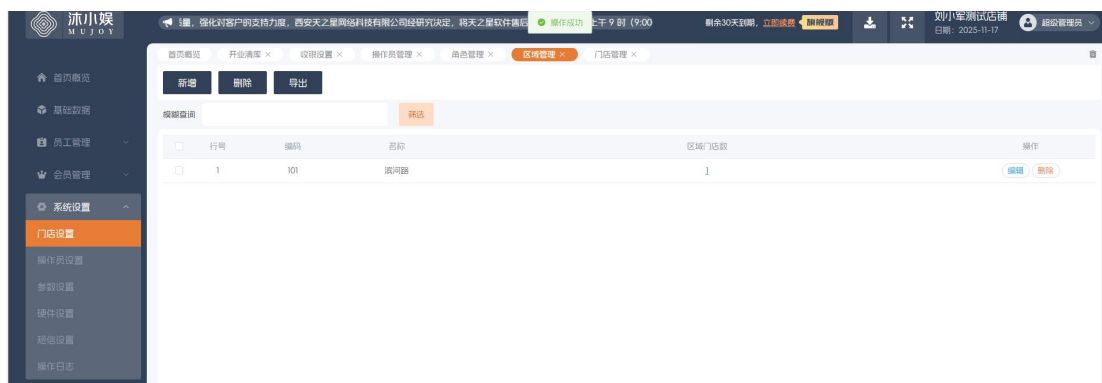 沐小娱
MUJOY
强化对客户的支持力度，西安天之星网络科技有限公司经研究决定，将天之星软件售后
操作成功
上午 9 时（9:00
剩余30天到期，立即续费 旗舰版
刘小军测试店铺
日期：2025-11-17
超级管理员
首页概览 开业清库 × 收银设置 × 操作员管理 × 角色管理 × 区域管理 × 门店管理 ×
首页概览
基础数据
员工管理
会员管理
系统设置
门店设置
操作员设置
参数设置
硬件设置
短信设置
操作日志
新增 删除 导出
模糊查询 筛选
行号 编码 名称 区域门店数 操作
1 101 滨河路 1 编辑 删除